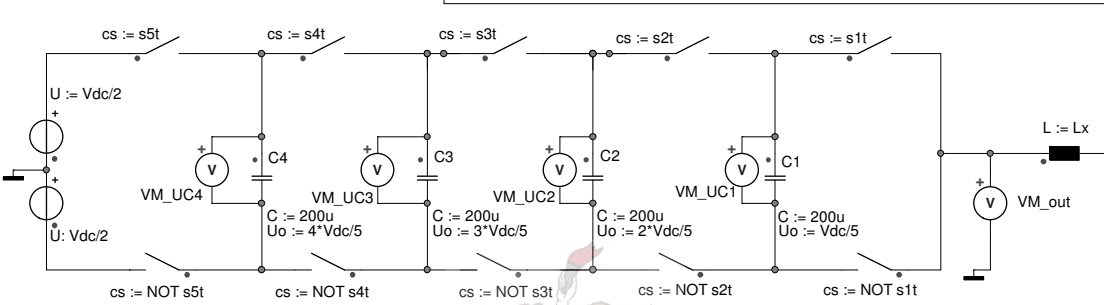 cs := s5t
cs := s4t
cs := s3t
cs := s2t
cs := s1t
U := Vdc/2
+
+
U: Vdc/2
+
V
VM_UC4
C4
C := 200u
Uo := 4*Vdc/5
+
V
VM_UC3
C3
C := 200u
Uo := 3*Vdc/5
+
V
VM_UC2
C2
C := 200u
Uo := 2*Vdc/5
+
V
VM_UC1
C1
C := 200u
Uo := Vdc/5
L := Lx
+
V
VM_out
cs := NOT s5t
cs := NOT s4t
cs := NOT s3t
cs := NOT s2t
cs := NOT s1t